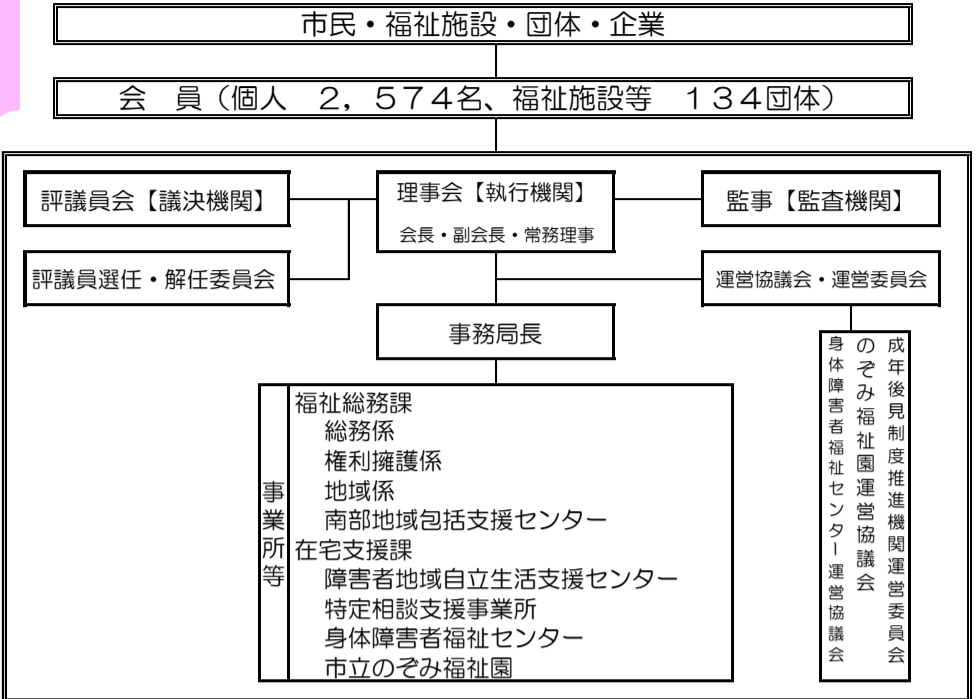 市民・福祉施設・団体・企業
会　員（個人　２，５７４名、福祉施設等　１３４団体）
評議員会【議決機関】
理事会【執行機関】
会長・副会長・常務理事
監事【監査機関】
評議員選任・解任委員会
運営協議会・運営委員会
事務局長
成年後見制度推進機関運営委員会
のぞみ福祉園運営協議会
身体障害者福祉センター運営協議会
事業所等
福祉総務課
総務係
権利擁護係
地域係
南部地域包括支援センター
在宅支援課
障害者地域自立生活支援センター
特定相談支援事業所
身体障害者福祉センター
市立のぞみ福祉園